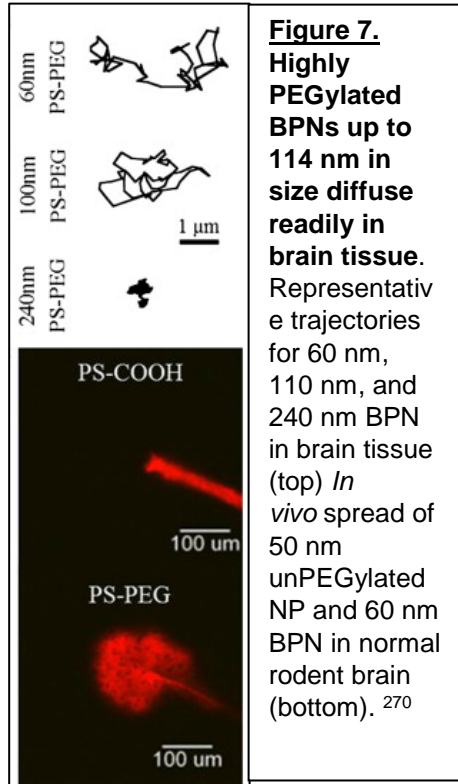 60nm
PS-PEG
100nm
PS-PEG
1 μm
240nm
PS-PEG
PS-COOH
100 um
PS-PEG
100 um
Figure 7.
Highly
PEGylated
BPNs up to
114 nm in
size diffuse
readily in
brain tissue.
Representativ
e trajectories
for 60 nm,
110 nm, and
240 nm BPN
in brain tissue
(top) In
vivo spread of
50 nm
unPEGylated
NP and 60 nm
BPN in normal
rodent brain
(bottom). 270